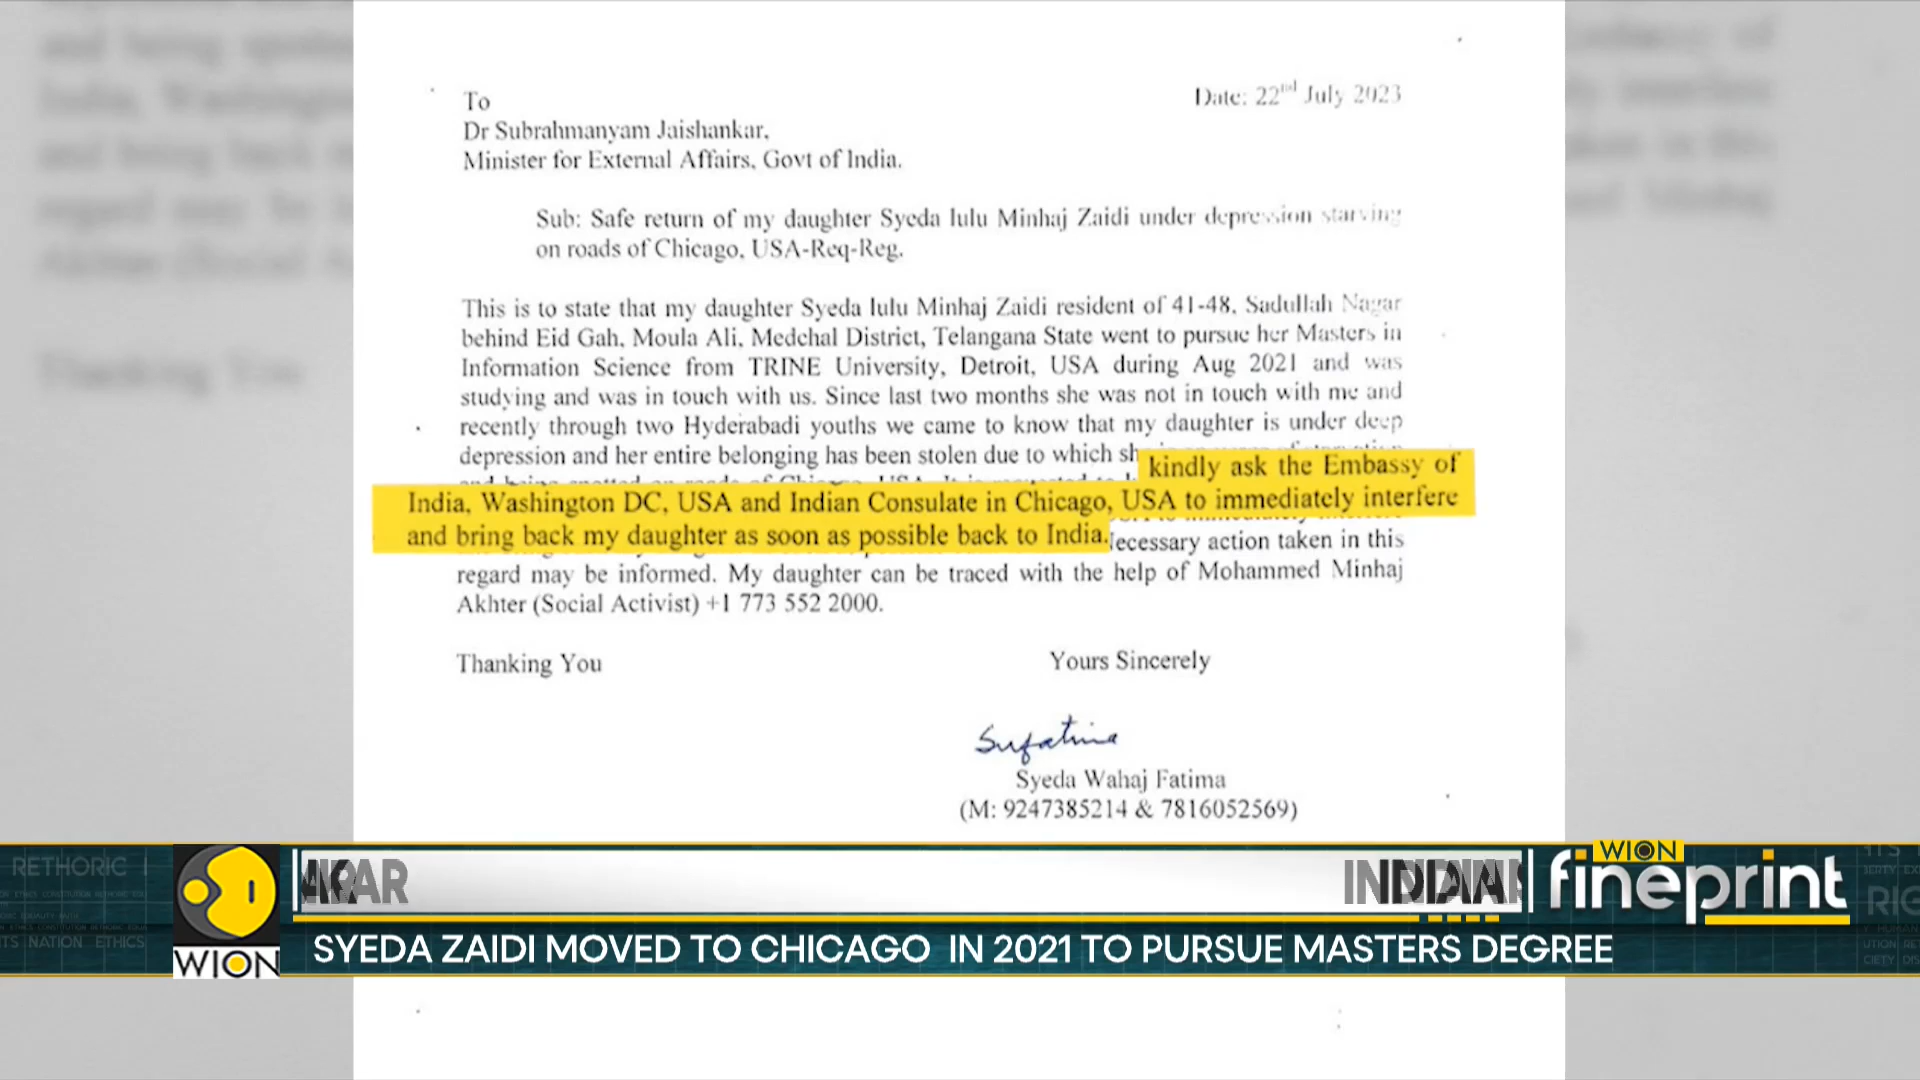 To
Date: 22nd July 2023
Dr Subrahmanyam Jaishankar,
Minister for External Affairs, Govt of India.
Sub: Safe return of my daughter Syeda lulu Minhaj Zaidi under depression starving
on roads of Chicago, USA-Req-Reg.
This is to state that my daughter Syeda lulu Minhaj Zaidi resident of 41-48, Sadullah Nagar
behind Eid Gah, Moula Ali, Medchal District, Telangana State went to pursue her Masters in
Information Science from TRINE University, Detroit, USA during Aug 2021 and was
studying and was in touch with us. Since last two months she was not in touch with me and
recently through two Hyderabadi youths we came to know that my daughter is under deep
depression and her entire belonging has been stolen due to which
kindly ask the Embassy of
India, Washington DC, USA and Indian Consulate in Chicago, USA to immediately interfere
and bring back my daughter as soon as possible back to India.
ecessary action taken in this
regard may be informed. My daughter can be traced with the help of Mohammed Minhaj
Akhter (Social Activist) +1 773 552 2000.
Thanking You
Yours Sincerely
Sufatima
Syeda Wahaj Fatima
(M: 9247385214 & 7816052569)
RETHORIC
TS NATION ETHICS
WION
WION
fineprint
SYEDA ZAIDI MOVED TO CHICAGO IN 2021 TO PURSUE MASTERS DEGREE